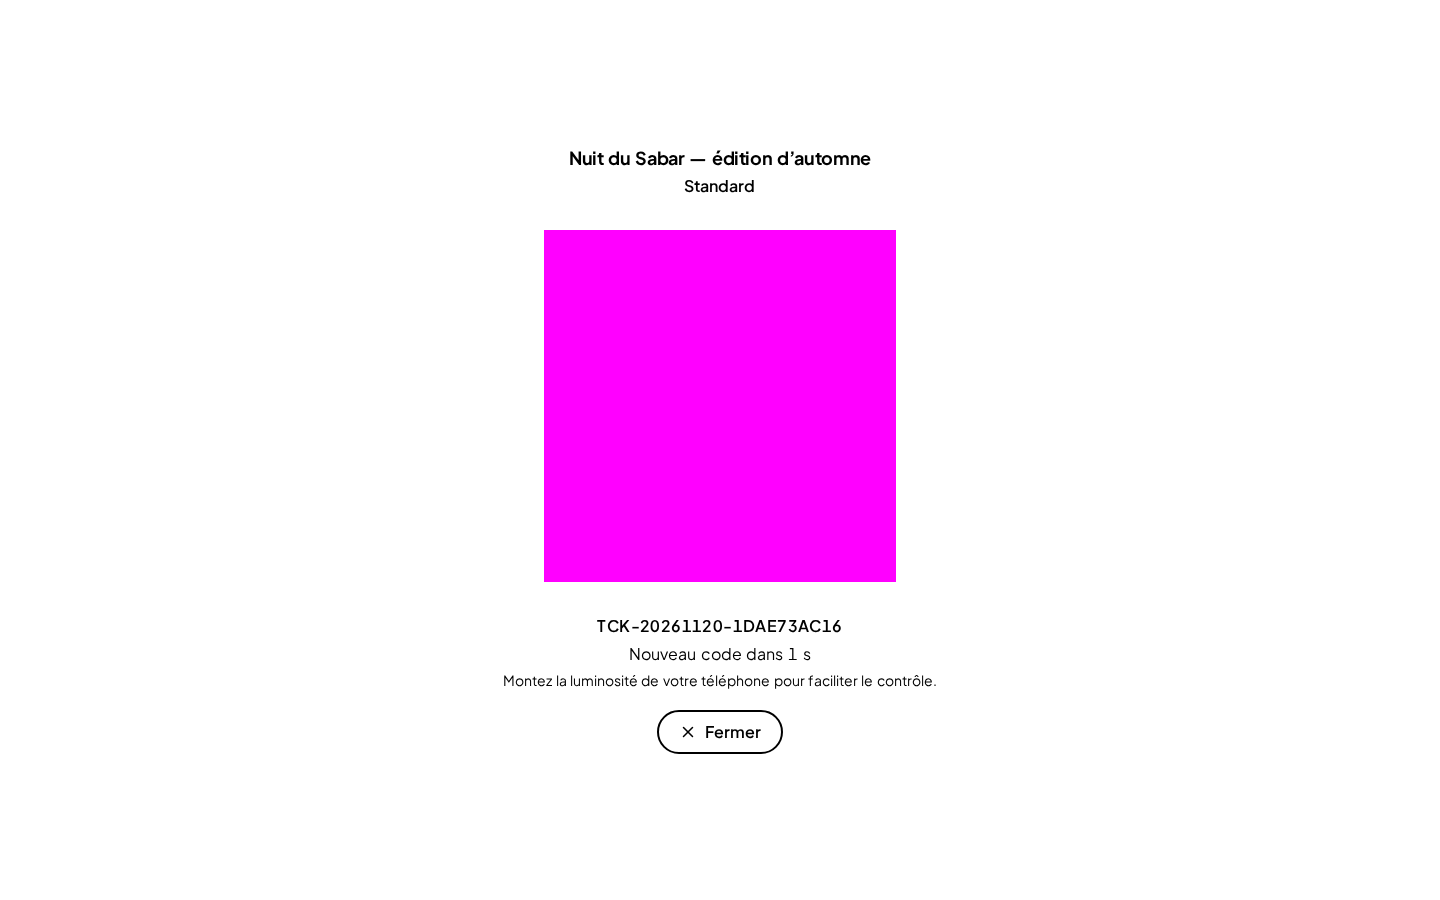 Nuit du Sabar — édition d’automne
Standard
TCK-20261120-1DAE73AC16
Nouveau code dans 1 s
Montez la luminosité de votre téléphone pour faciliter le contrôle.
Fermer